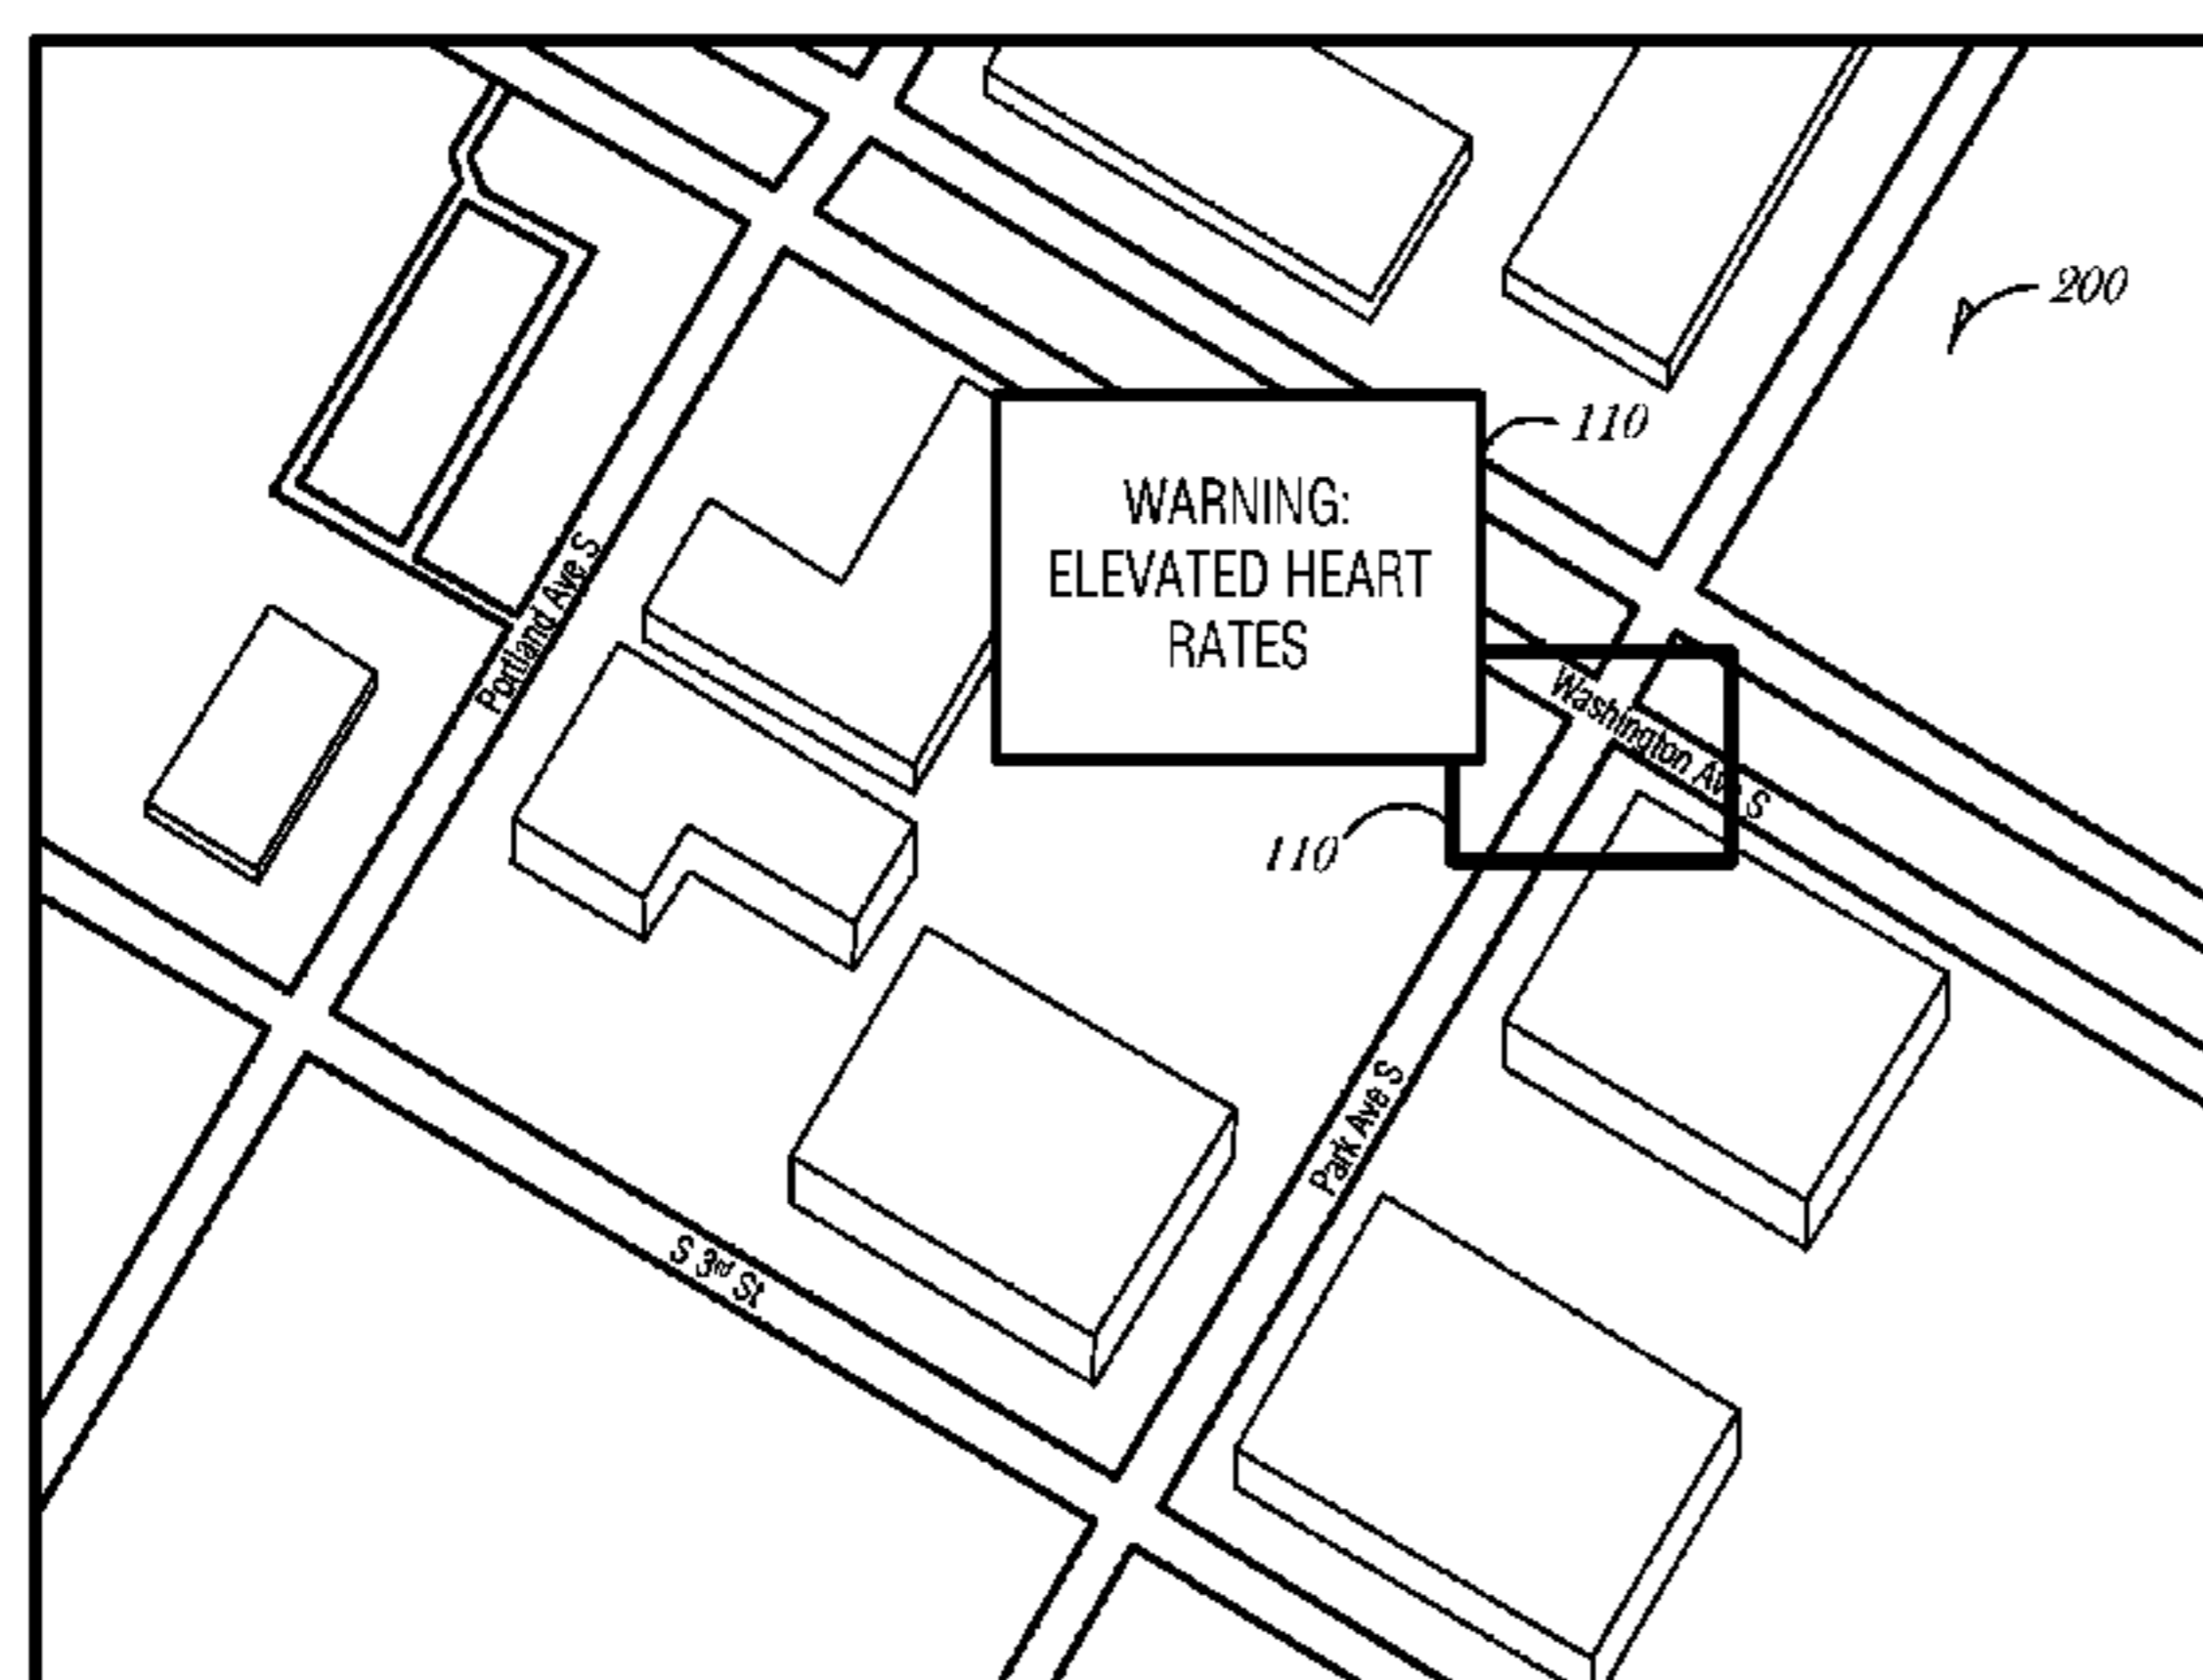 200
110
WARNING:
ELEVATED HEART
RATES
Portland Ave S
Washington Ave S
110
Park Ave S
S 3rd St